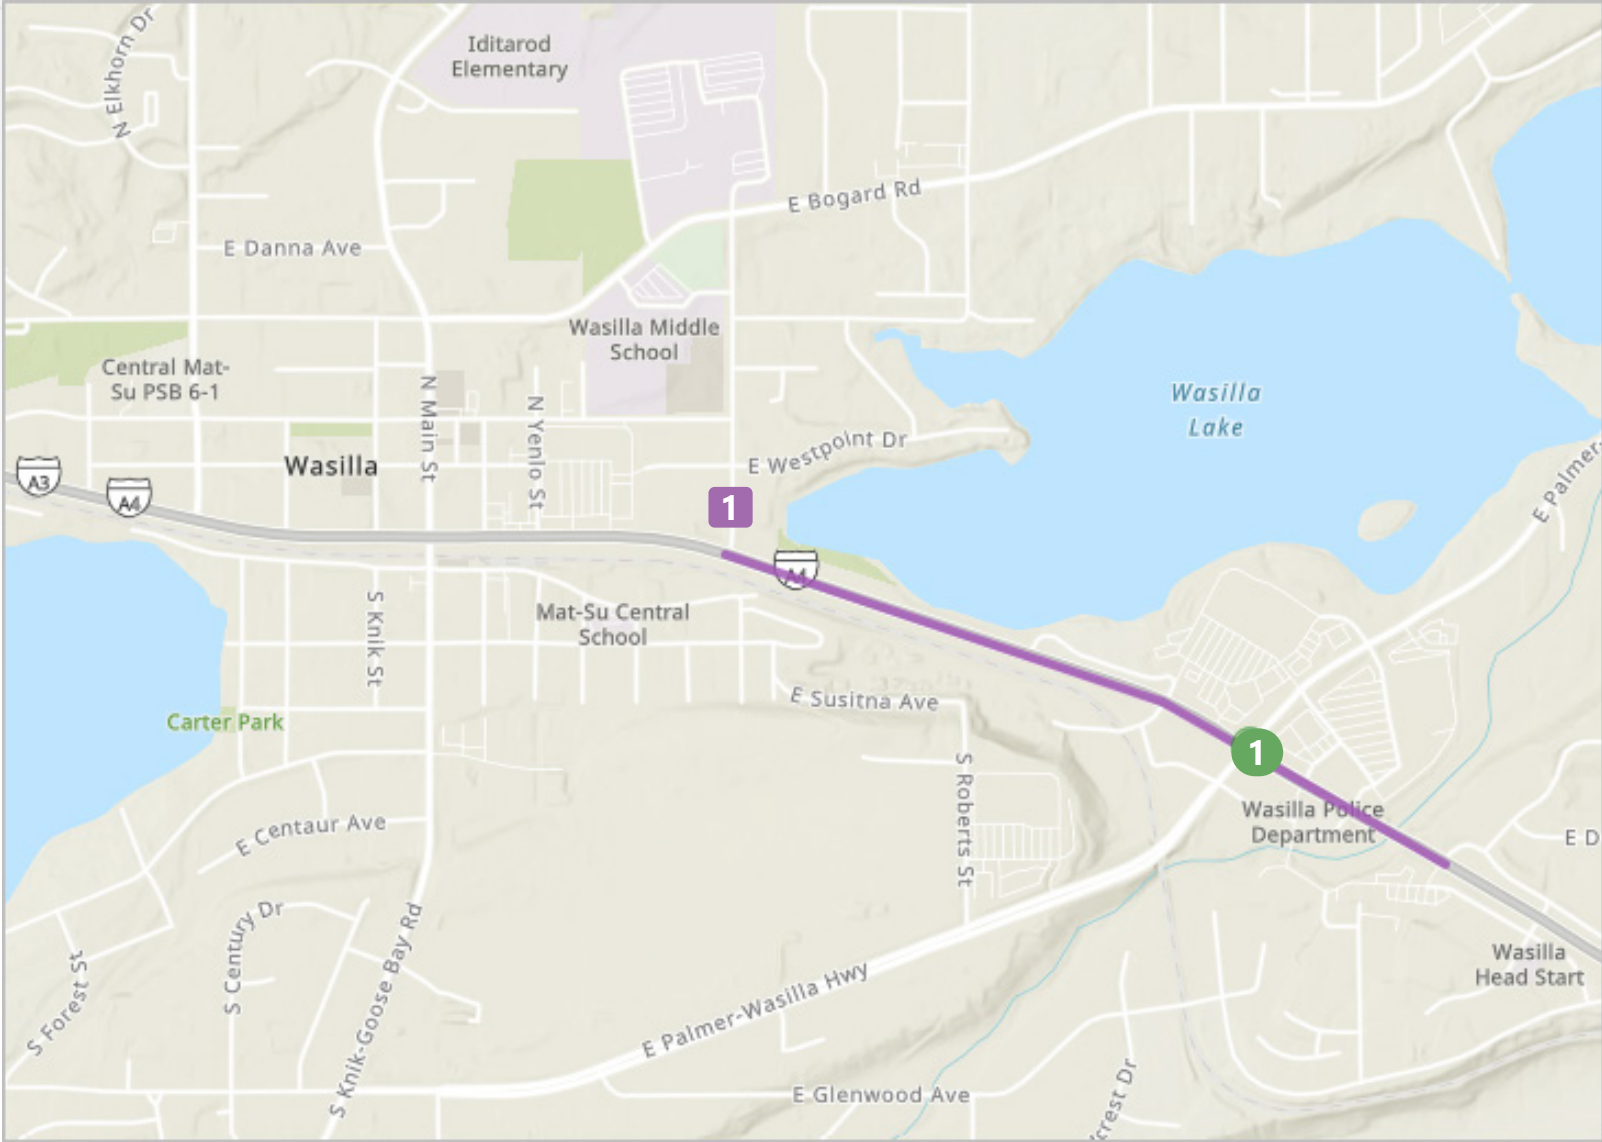 N Elkhorn Dr
Iditarod
Elementary
E Bogard Rd
E Danna Ave
Wasilla Middle
School
Central Mat-
Su PSB 6-1
N Main St
N Yenlo St
Wasilla
Lake
E Westpoint Dr
Wasilla
A3
A4
1
E Palmer-
A4
S Knik St
Mat-Su Central
School
E Susitna Ave
Carter Park
1
S Roberts St
Wasilla Police
Department
E Centaur Ave
E D
S Century Dr
S Forest St
S Knik-Goose Bay Rd
Wasilla
Head Start
E Palmer-Wasilla Hwy
E Glenwood Ave
crest Dr